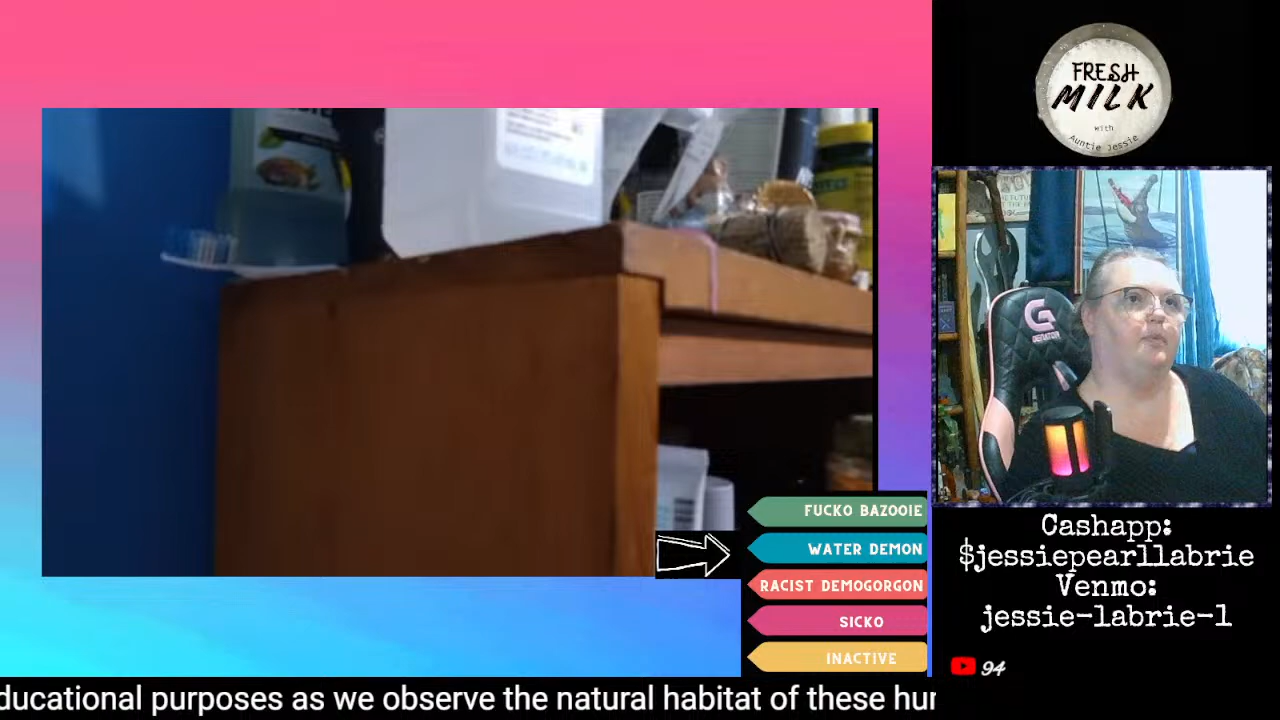 FRESH
MILK
with
Auntie Jessie
G
GENATOR
FUCKO BAZOOIE
WATER DEMON
RACIST DEMOGORGON
SICKO
INACTIVE
Cashapp:
$jessiepearllabrie
Venmo:
jessie-labrie-1
94
ducational purposes as we observe the natural habitat of these hur